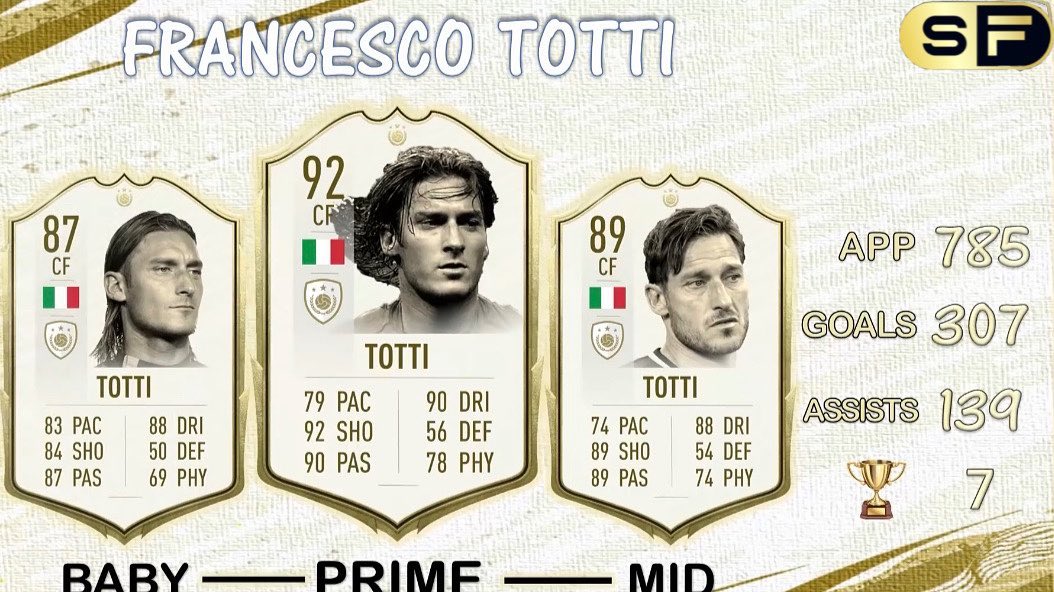 FRANCESCO TOTTI
SF
87
CF
TOTTI
83 PAC 88 DRI
84 SHO 50 DEF
87 PAS 69 PHY
92
CF
TOTTI
79 PAC 90 DRI
92 SHO 56 DEF
90 PAS 78 PHY
89
CF
TOTTI
74 PAC 88 DRI
89 SHO 54 DEF
89 PAS 74 PHY
APP 785
GOALS 307
ASSISTS 139
7
BABY PRIME MID